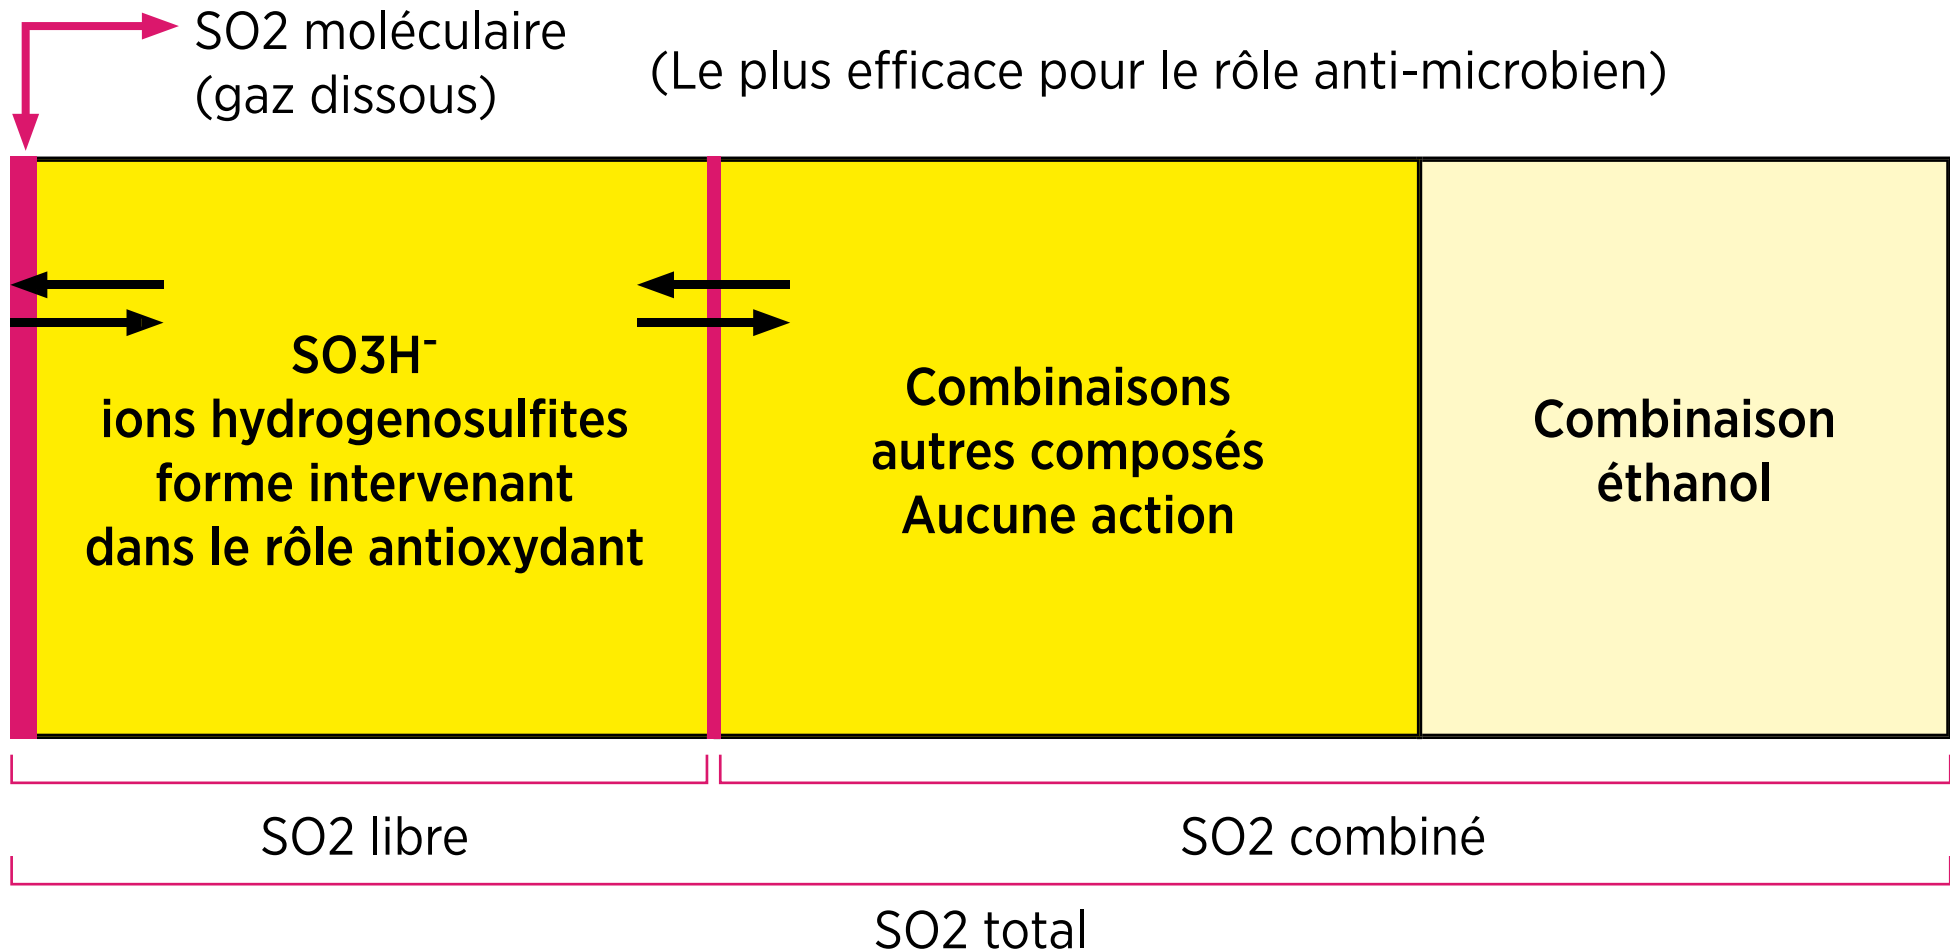 SO2 moléculaire
(gaz dissous)
(Le plus efficace pour le rôle anti-microbien)
SO3H⁻
ions hydrogenosulfites
forme intervenant
dans le rôle antioxydant
Combinaisons
autres composés
Aucune action
Combinaison
éthanol
SO2 libre
SO2 combiné
SO2 total